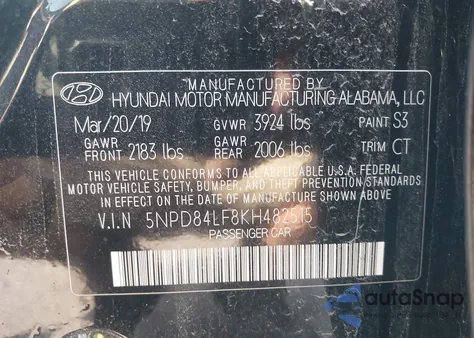 MANUFACTURED BY
HYUNDAI MOTOR MANUFACTURING ALABAMA, LLC
Mar/20/19 GVWR 3924 lbs PAINT S3
GAWR FRONT 2183 lbs GAWR REAR 2006 lbs TRIM CT
THIS VEHICLE CONFORMS TO ALL APPLICABLE U.S.A. FEDERAL
MOTOR VEHICLE SAFETY, BUMPER, AND THEFT PREVENTION STANDARDS
IN EFFECT ON THE DATE OF MANUFACTURE SHOWN ABOVE.
V.I.N 5NPD84LF8KH482515
PASSENGER CAR
autoSnap